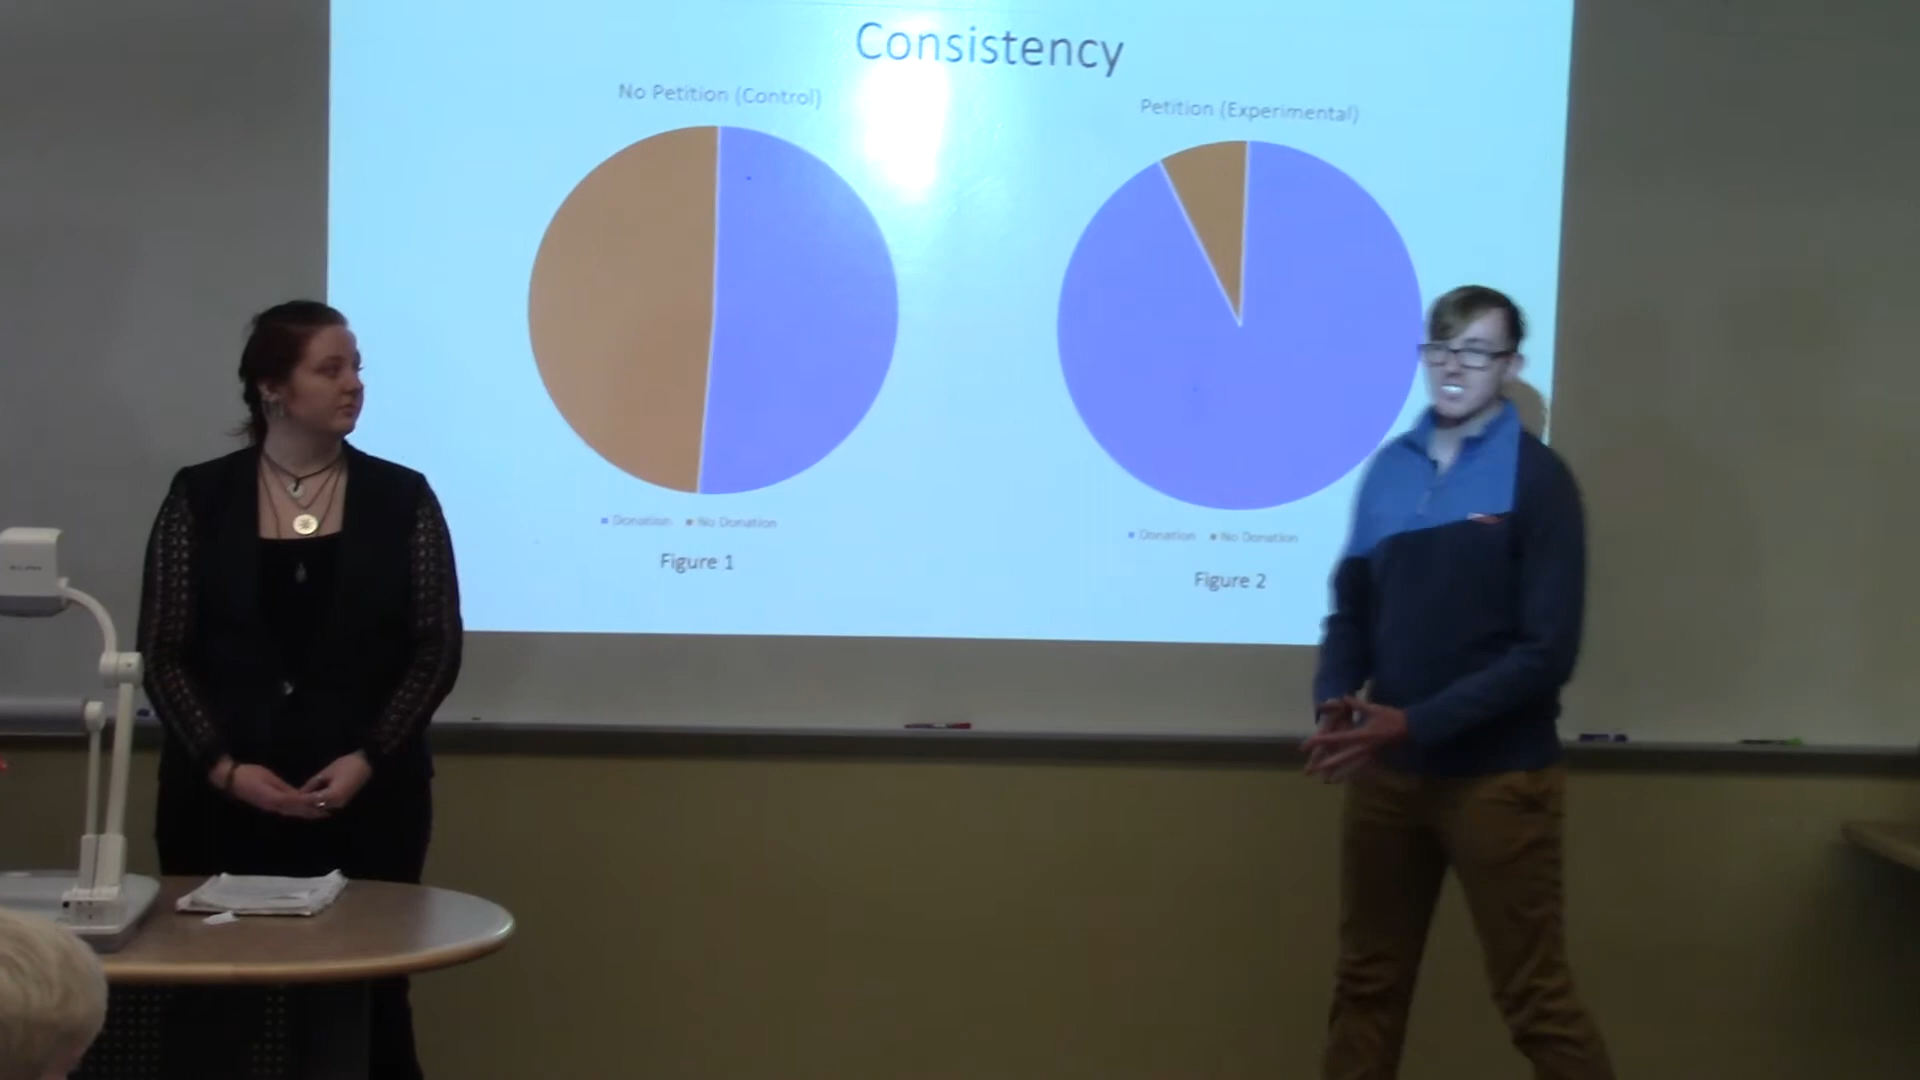 Consistency
No Petition (Control)
Petition (Experimental)
Donation No Donation
Donation No Donation
Figure 1
Figure 2